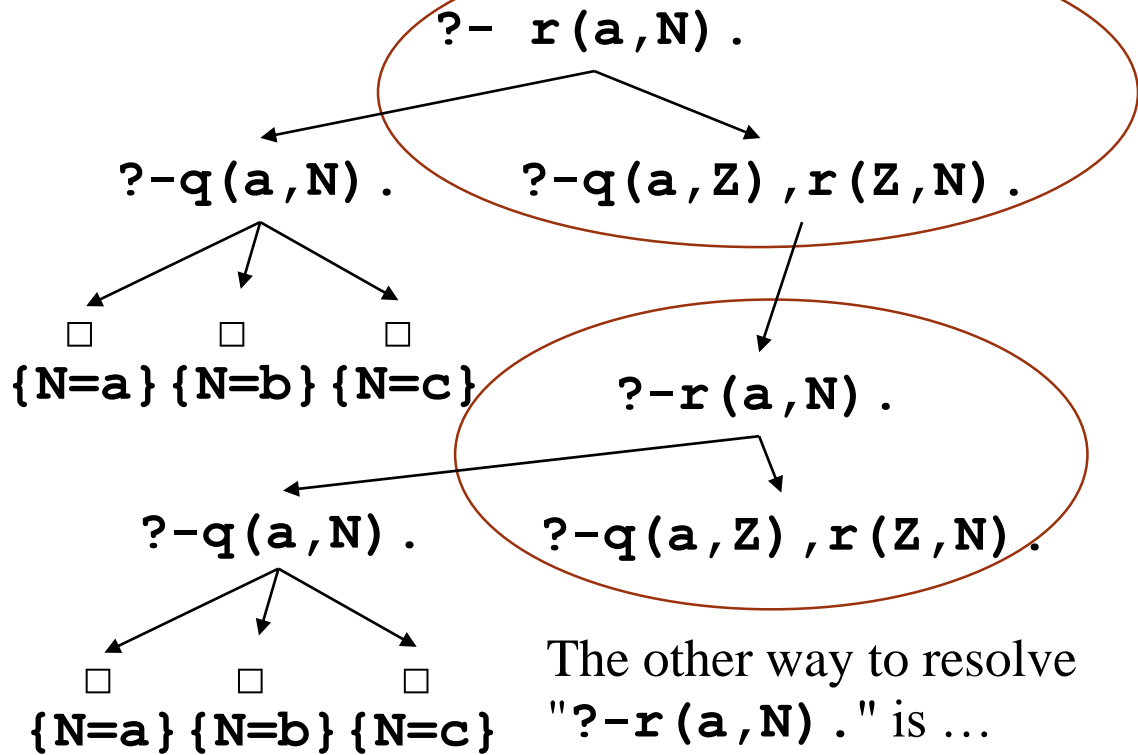 ?- r(a,N).
?-q(a,N). ?-q(a,Z),r(Z,N).
□ □ □
{N=a} {N=b} {N=c}
?-r(a,N).
?-q(a,N). ?-q(a,Z),r(Z,N).
□ □ □
{N=a} {N=b} {N=c}
The other way to resolve
"?-r(a,N)." is …